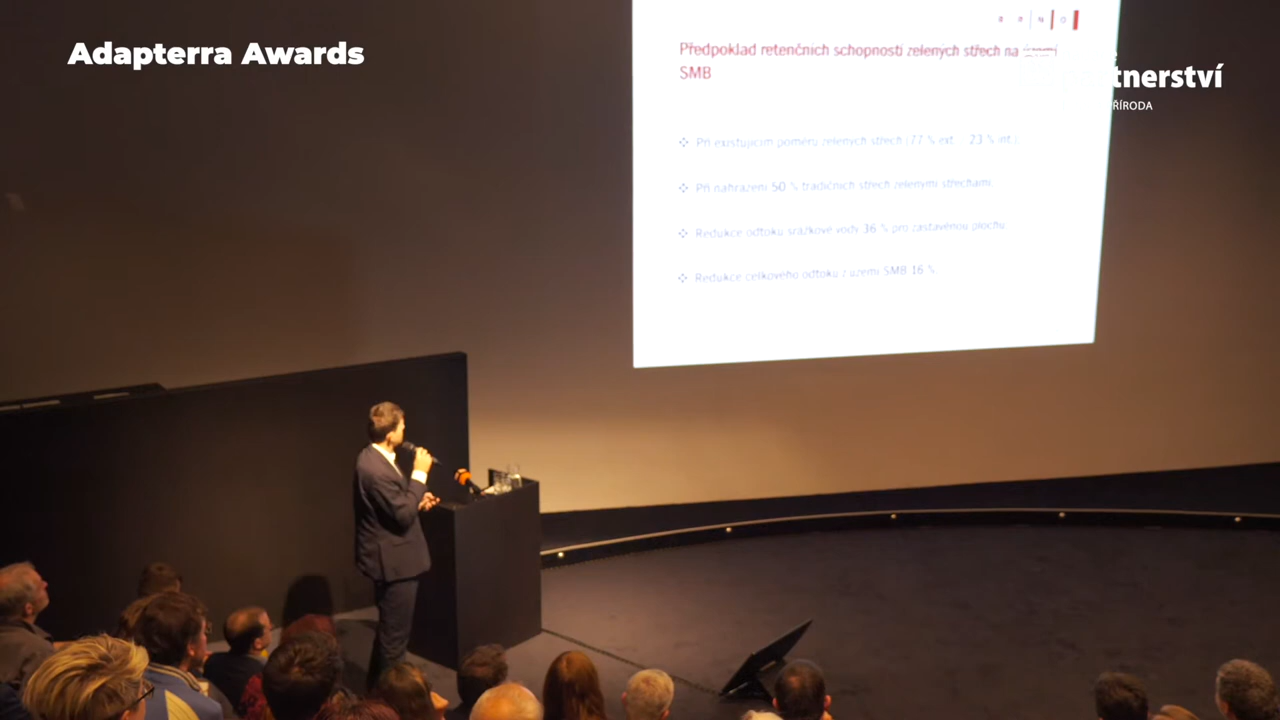 Adapterra Awards
Předpoklad retenčních schopností zelených střech na území
SMB
tnerství
ŘÍRODA
Při existujícím poměru zelených střech (77 % ext. 23 % int.)
Při nahrazení 50 % tradičních střech zelenými střechami
Redukce odtoku srážkové vody 36 % pro zastavěnou plochu
Redukce celkového odtoku z území SMB 16 %.